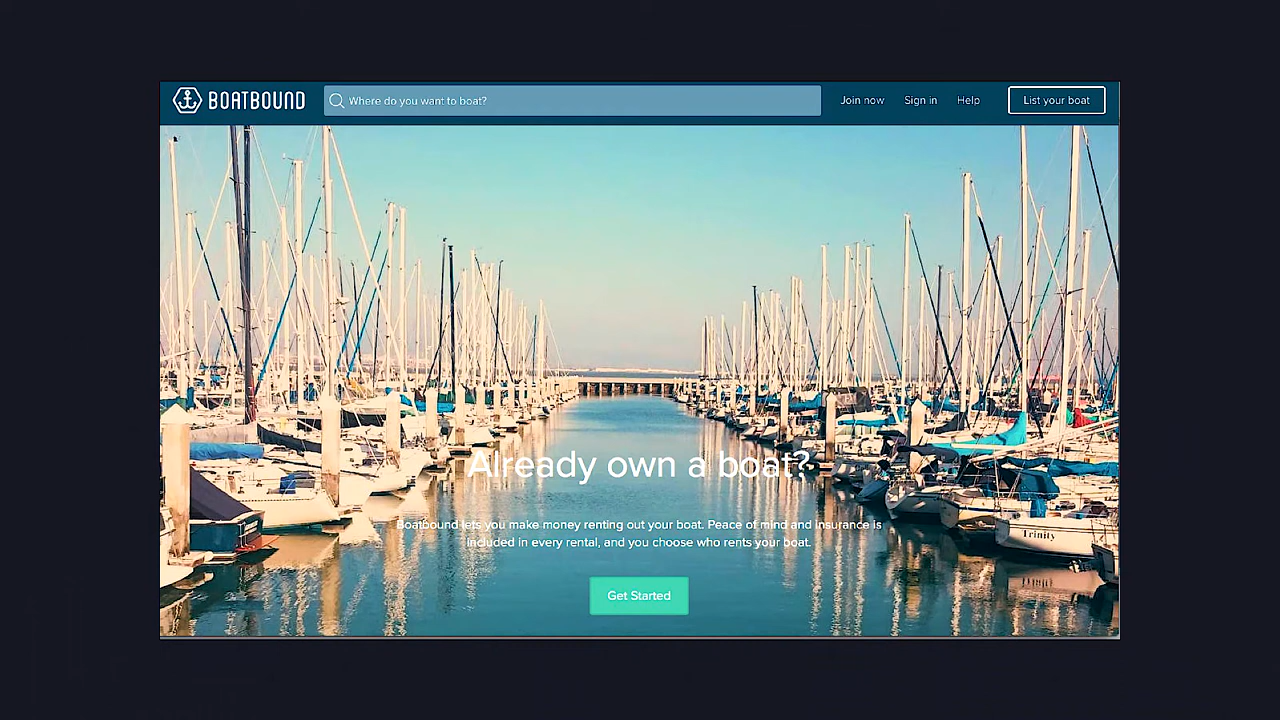 BOATBOUND
Where do you want to boat?
Join now
Sign in
Help
List your boat
Already own a boat?
Boatbound lets you make money renting out your boat. Peace of mind and insurance is
included in every rental, and you choose who rents your boat.
Get Started
Trinity